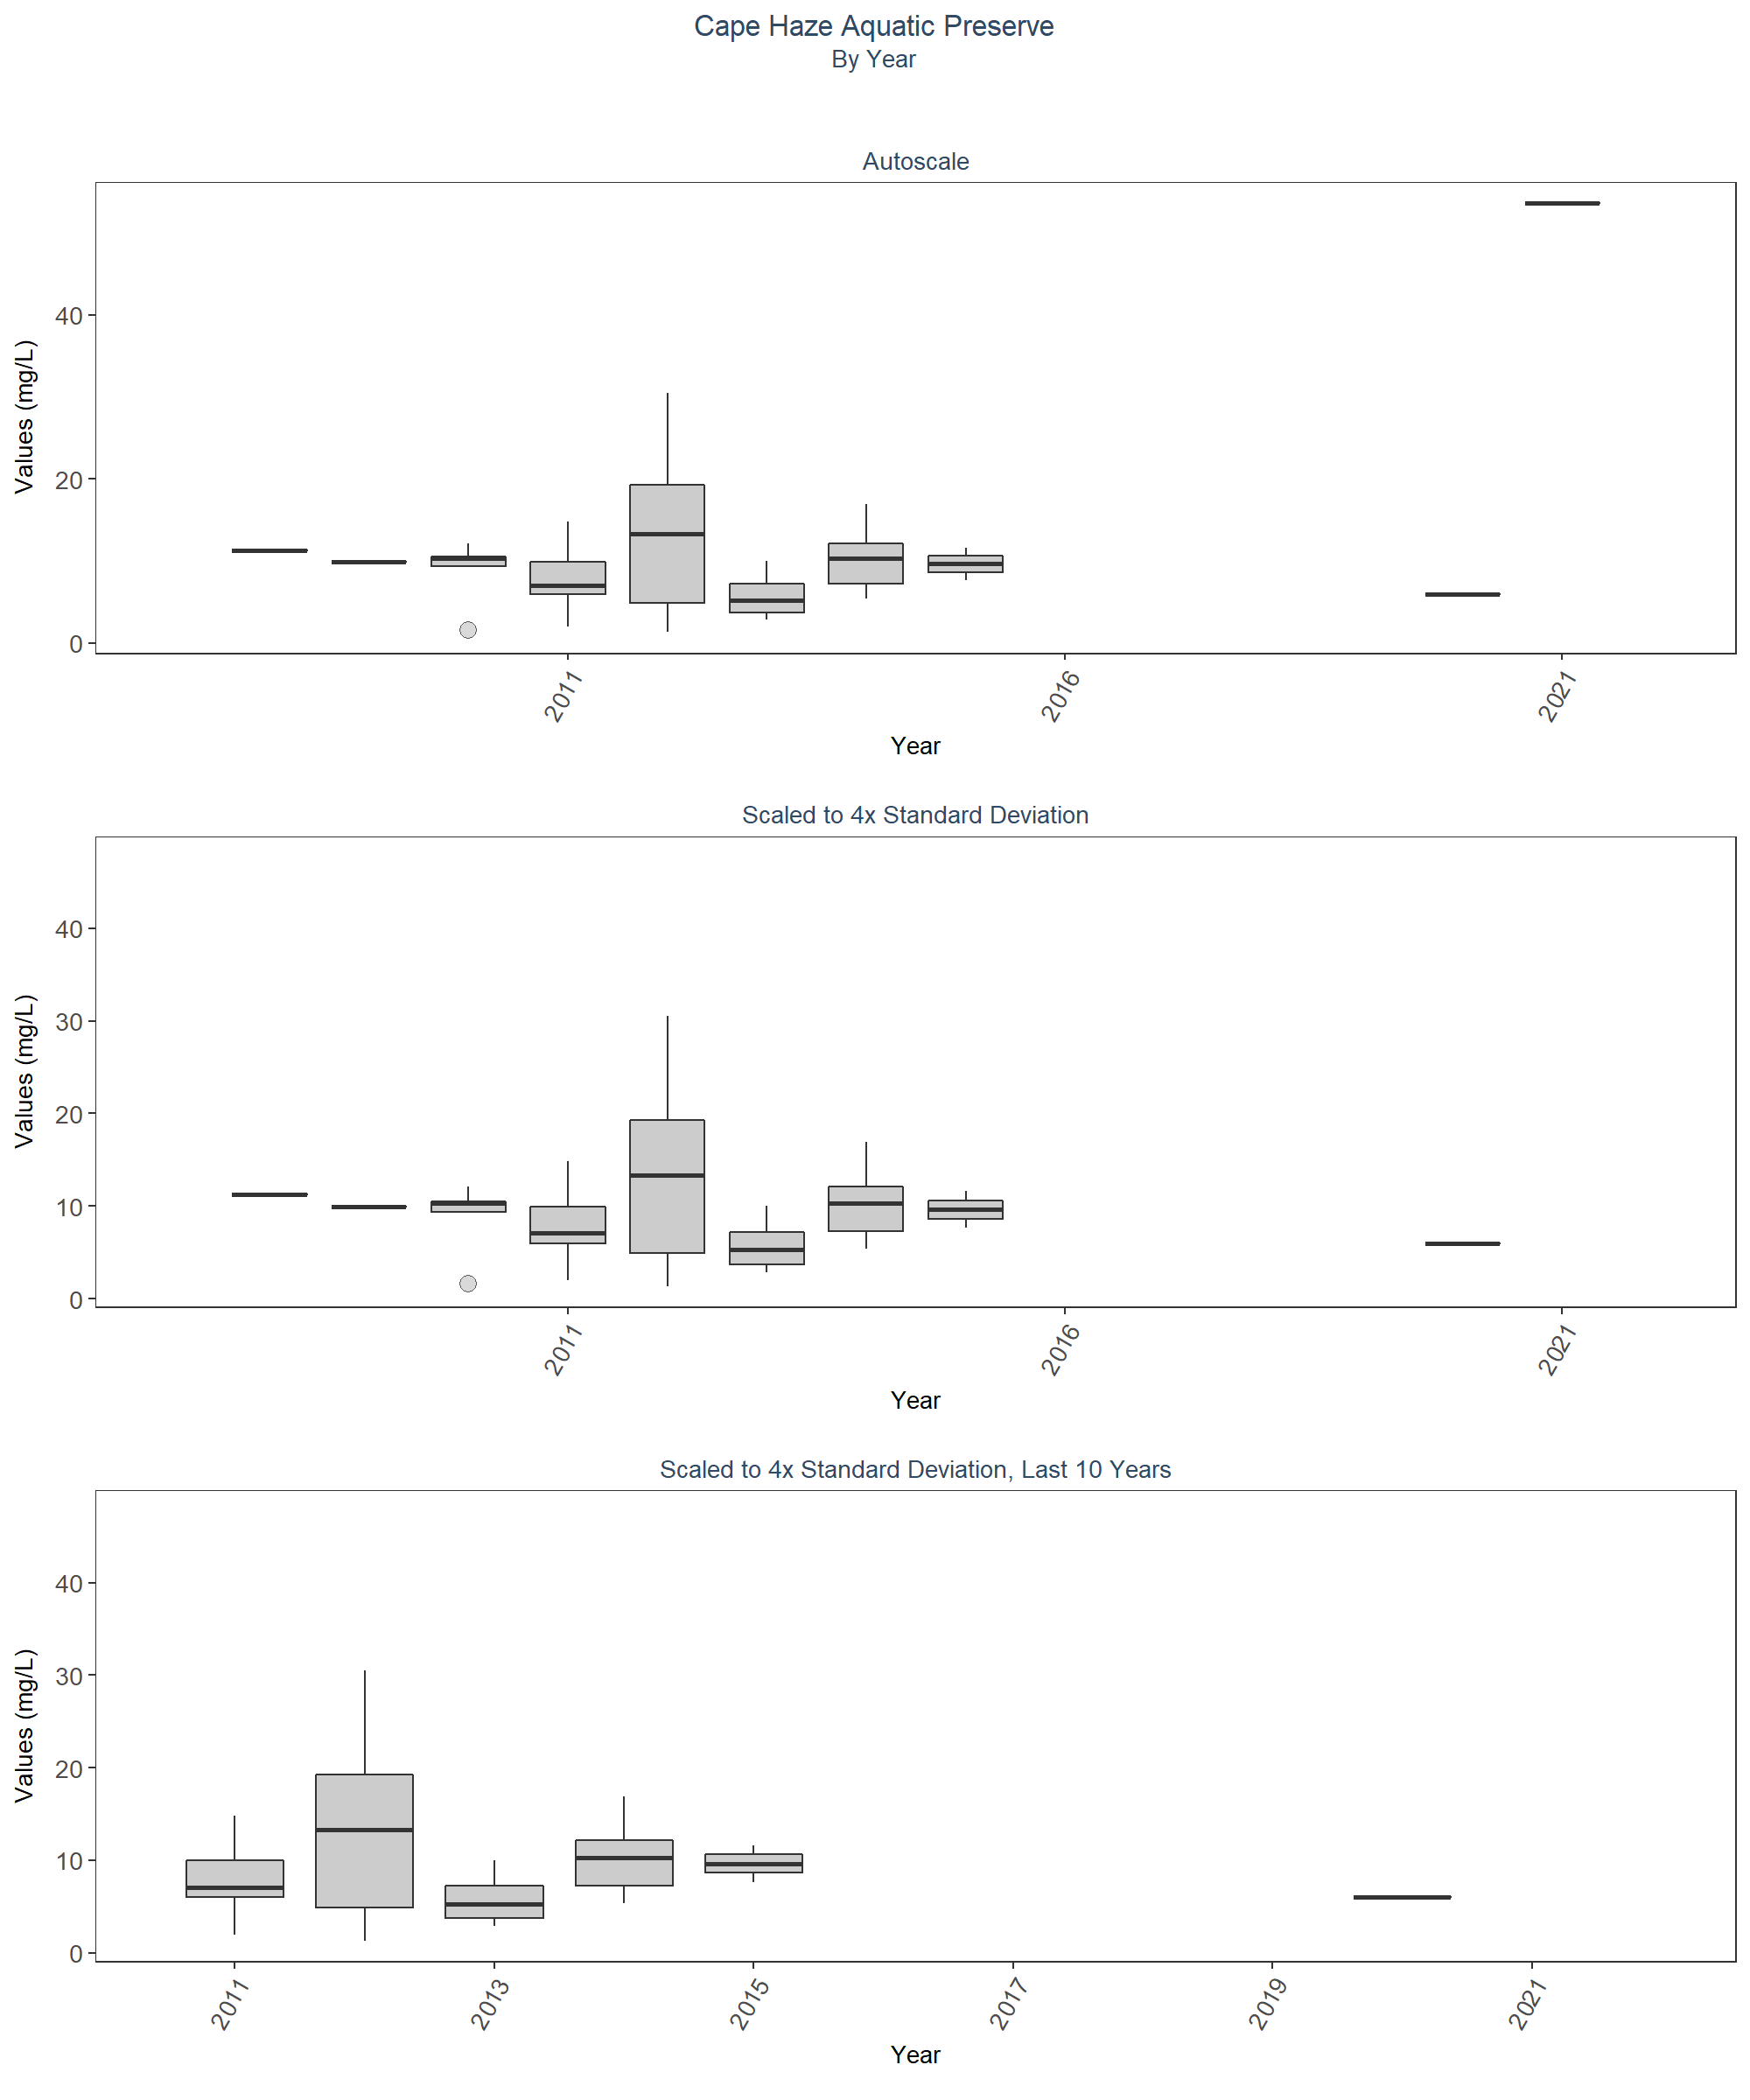 Cape Haze Aquatic Preserve
By Year
Autoscale
Values (mg/L)
40
20
0
2011
2016
2021
Year
Scaled to 4x Standard Deviation
Values (mg/L)
40
30
20
10
0
2011
2016
2021
Year
Scaled to 4x Standard Deviation, Last 10 Years
Values (mg/L)
40
30
20
10
0
2011
2013
2015
2017
2019
2021
Year